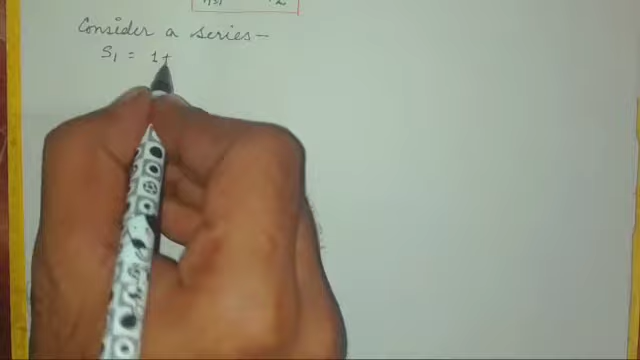 Consider a series-
S₁ = 1 +